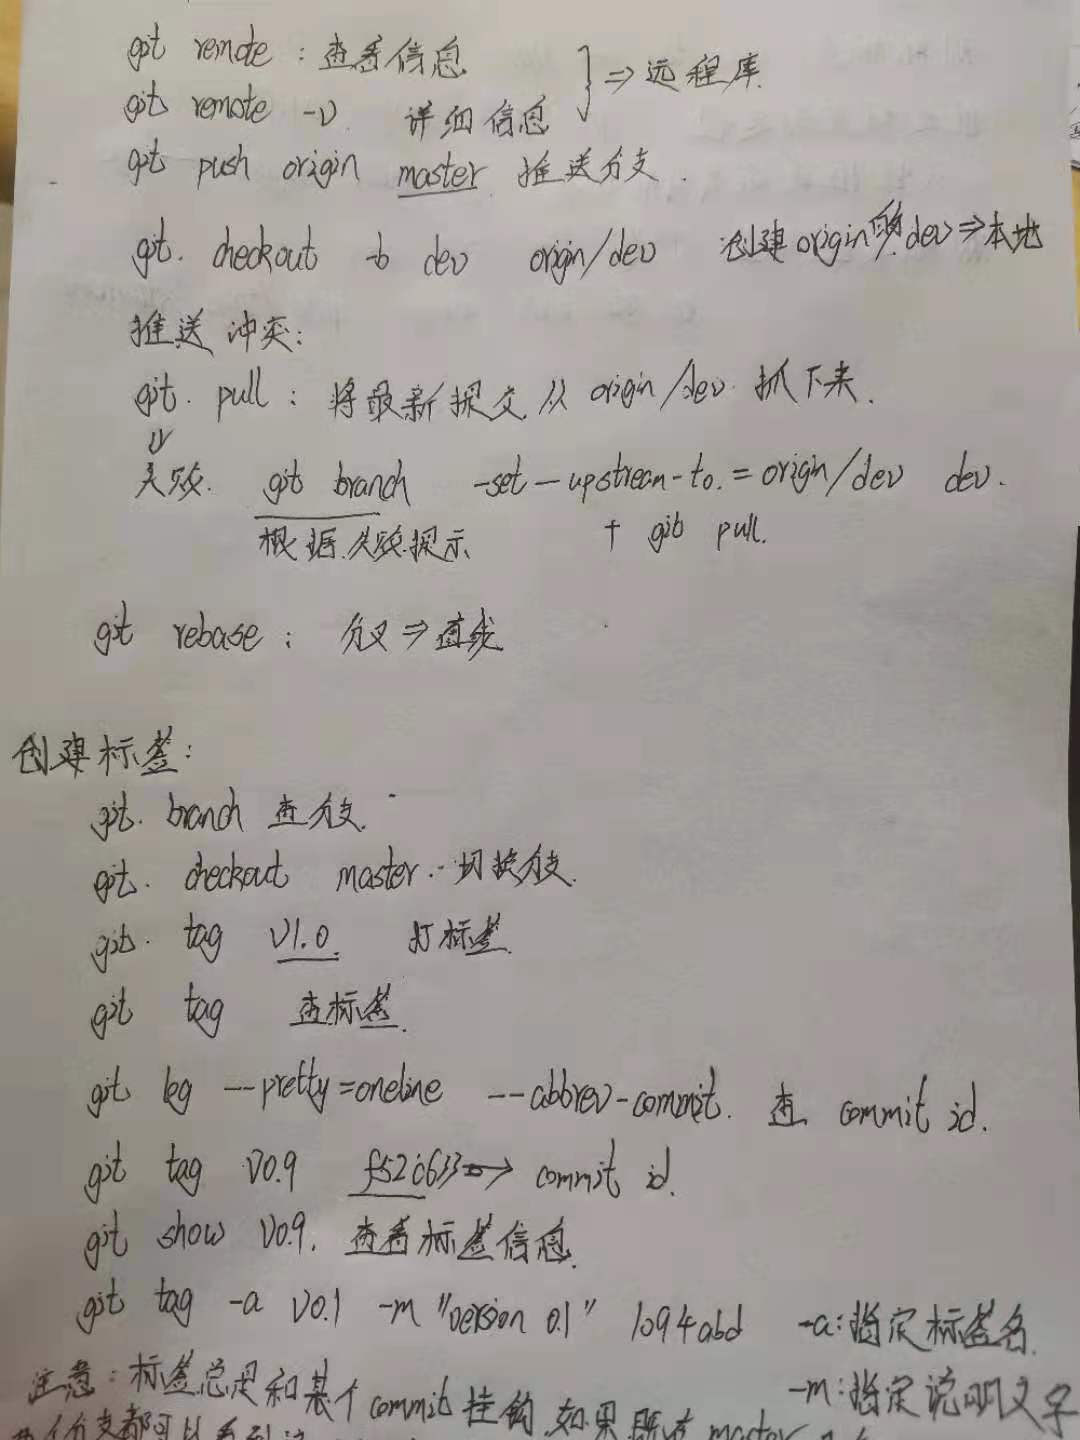 git remote : 查看信息 } ⇒ 远程库
git remote -v 详细信息
git push origin master 推送分支.
git. checkout -b dev origin/dev 创建origin的dev⇒本地
推送冲突:
git. pull : 将最新提交从 origin/dev 抓下来.
⇓
失败. git branch -set-upstream-to.=origin/dev dev.
根据失败提示 + git pull.
git rebase : 分叉⇒直线
创建标签:
git. branch 查分支.
git. checkout master.. 切换分支.
git. tag v1.0. 打标签.
git tag 查标签.
git log --pretty=oneline --abbrev-commit. 查 commit id.
git tag v0.9 f52c633 → commit id.
git show v0.9. 查看标签信息.
git tag -a v0.1 -m "version 0.1" 1094abd -a:指定标签名.
-m:指定说明文字
注意:标签总是和某个commit挂钩.如果既在master
分支都可以看到这